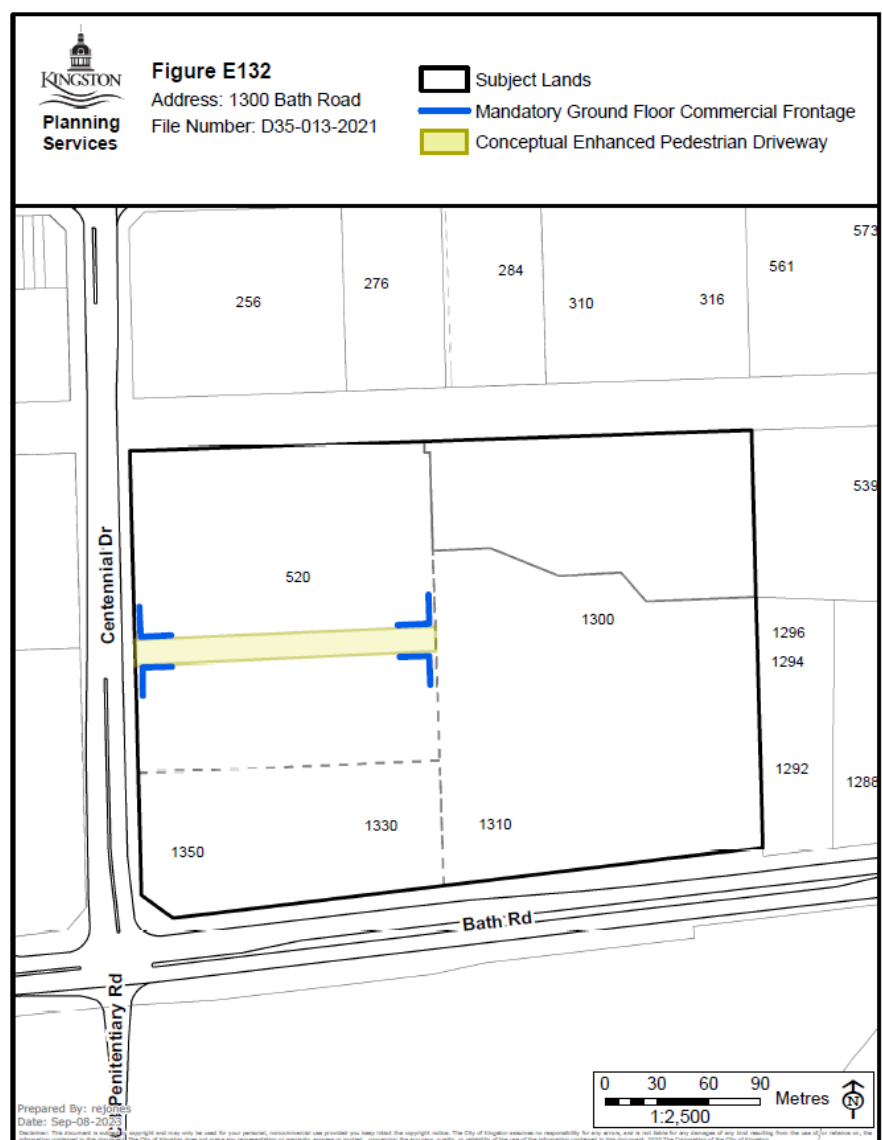 KINGSTON
Planning
Services
Figure E132
Address: 1300 Bath Road
File Number: D35-013-2021
Subject Lands
Mandatory Ground Floor Commercial Frontage
Conceptual Enhanced Pedestrian Driveway
573
561
284
276
256
310
316
539
Centennial Dr
520
1300
1296
1294
1292
1288
1310
1330
1350
Bath Rd
Penitentiary Rd
0 30 60 90 Metres
1:2,500
N
Prepared By: rejones
Date: Sep-08-2023